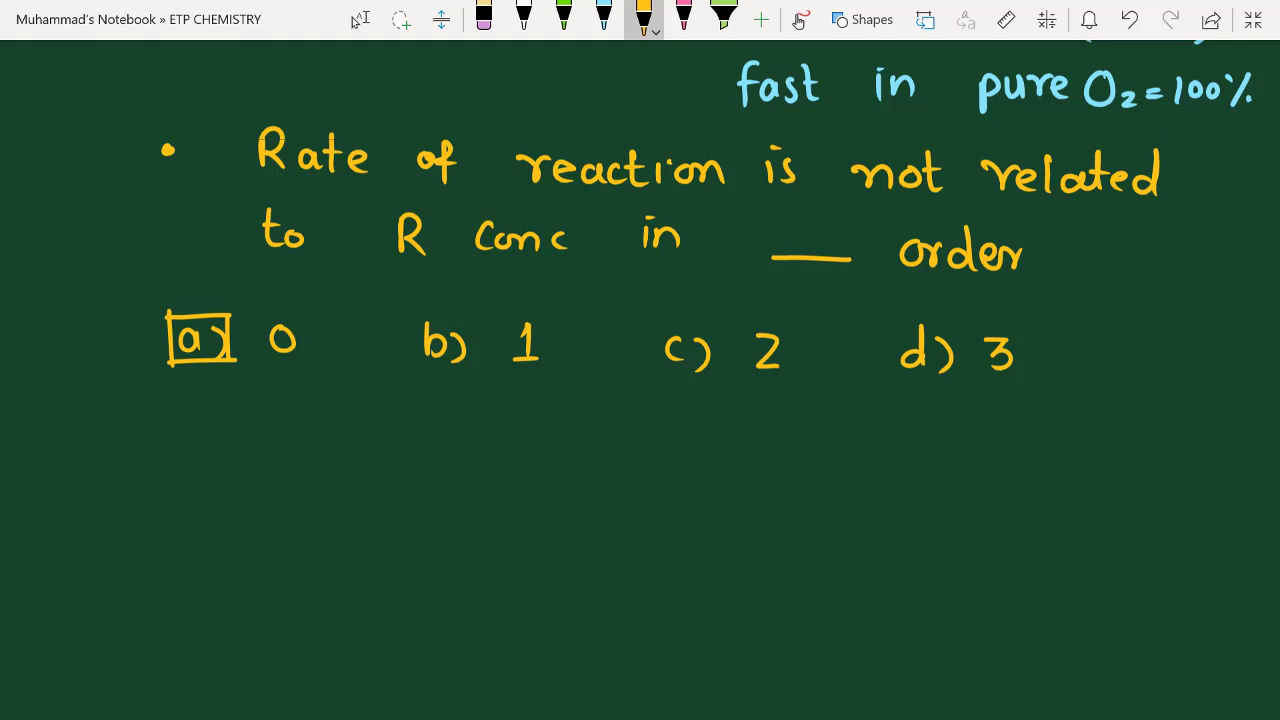 Muhammad's Notebook » ETP CHEMISTRY
Shapes
fast in pure O₂ = 100%
• Rate of reaction is not related
to R conc in ___ order
a) 0 b) 1 c) 2 d) 3